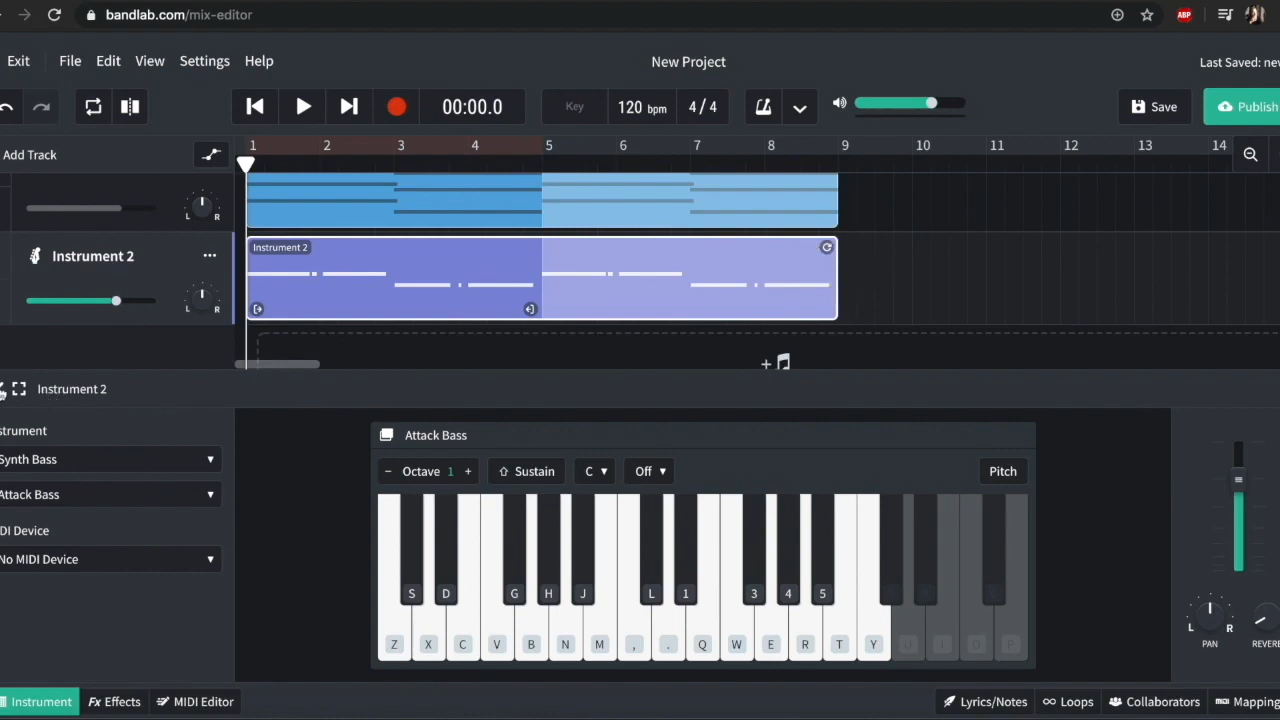 bandlab.com/mix-editor
ABP
Exit File Edit View Settings Help New Project Last Saved: nev
00:00.0 Key 120 bpm 4 / 4 Save Publish
Add Track 1 2 3 4 5 6 7 8 9 10 11 12 13 14
L R
Instrument 2 Instrument 2
L R
Instrument 2
strument Attack Bass
Synth Bass − Octave 1 + Sustain C Off Pitch
Attack Bass
DI Device
No MIDI Device
S D G H J L 1 3 4 5
Z X C V B N M , . Q W E R T Y U I O P
L R
PAN REVERB
Instrument Fx Effects MIDI Editor Lyrics/Notes Loops Collaborators Mapping